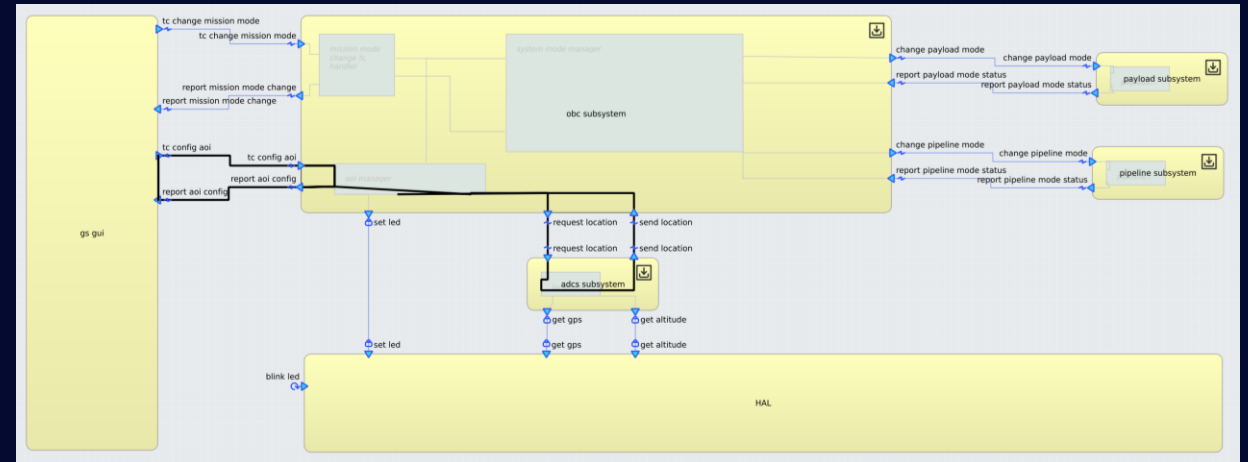 tc change mission mode
tc change mission mode
report mission mode change
report mission mode change
tc config aoi
tc config aoi
report aoi config
report aoi config
gs gui
mission mode
change tc
handler
system mode manager
obc subsystem
aoi manager
change payload mode
change payload mode
report payload mode status
report payload mode status
payload subsystem
change pipeline mode
change pipeline mode
report pipeline mode status
report pipeline mode status
pipeline subsystem
set led
request location
send location
request location
send location
adcs subsystem
get gps
get altitude
set led
get gps
get altitude
blink led
HAL